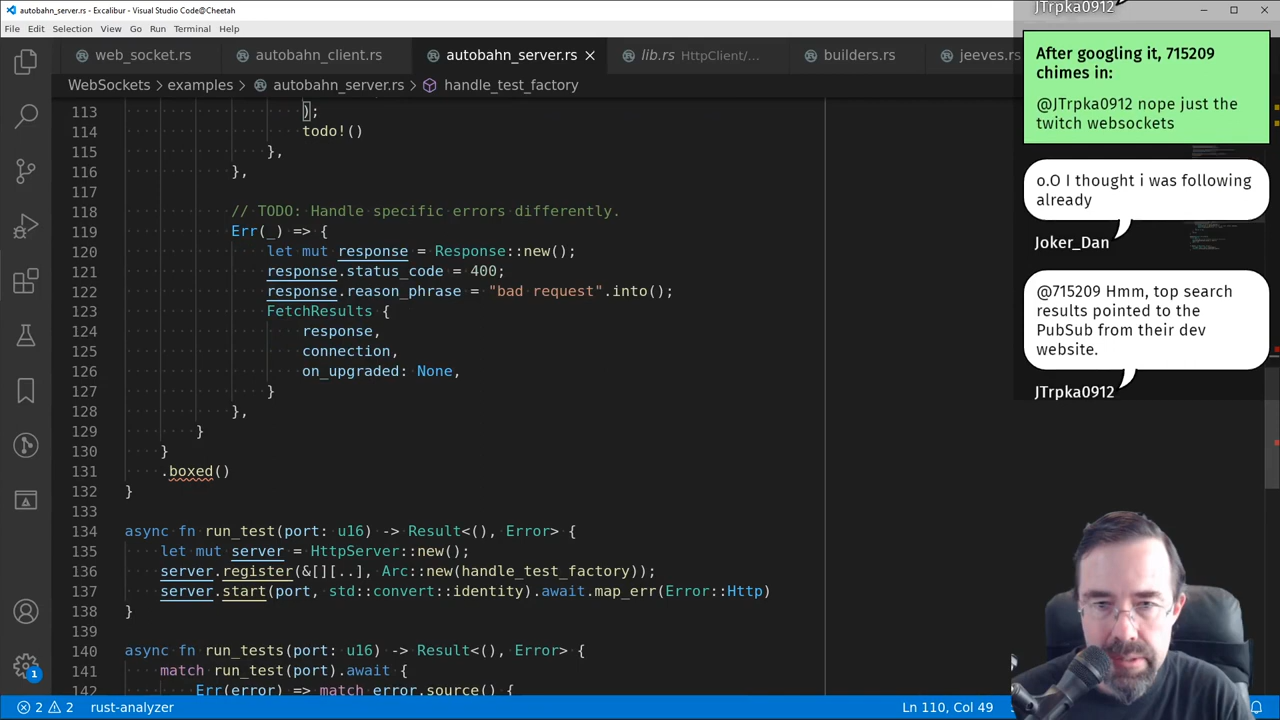 autobahn_server.rs - Excalibur - Visual Studio Code@Cheetah
File Edit Selection View Go Run Terminal Help
web_socket.rs autobahn_client.rs autobahn_server.rs lib.rs HttpClient/... builders.rs jeeves.rs
WebSockets > examples > autobahn_server.rs > handle_test_factory
113 );
114 todo!()
115 },
116 },
117
118 // TODO: Handle specific errors differently.
119 Err(_) => {
120 let mut response = Response::new();
121 response.status_code = 400;
122 response.reason_phrase = "bad request".into();
123 FetchResults {
124 response,
125 connection,
126 on_upgraded: None,
127 }
128 },
129 }
130 }
131 .boxed()
132 }
133
134 async fn run_test(port: u16) -> Result<(), Error> {
135 let mut server = HttpServer::new();
136 server.register(&[][..], Arc::new(handle_test_factory));
137 server.start(port, std::convert::identity).await.map_err(Error::Http)
138 }
139
140 async fn run_tests(port: u16) -> Result<(), Error> {
141 match run_test(port).await {
142 Err(error) => match error.source() {
JTrpka0912
After googling it, 715209
chimes in:
@JTrpka0912 nope just the
twitch websockets
o.O I thought i was following
already
Joker_Dan
@715209 Hmm, top search
results pointed to the
PubSub from their dev
website.
JTrpka0912
1
2 2 rust-analyzer Ln 110, Col 49